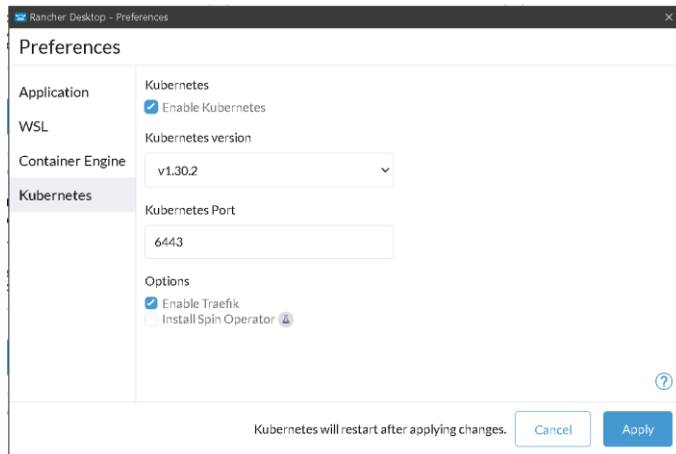 Rancher Desktop - Preferences
Preferences
Application
WSL
Container Engine
Kubernetes
Kubernetes
Enable Kubernetes
Kubernetes version
v1.30.2
Kubernetes Port
6443
Options
Enable Traefik
Install Spin Operator
?
Kubernetes will restart after applying changes.
Cancel
Apply